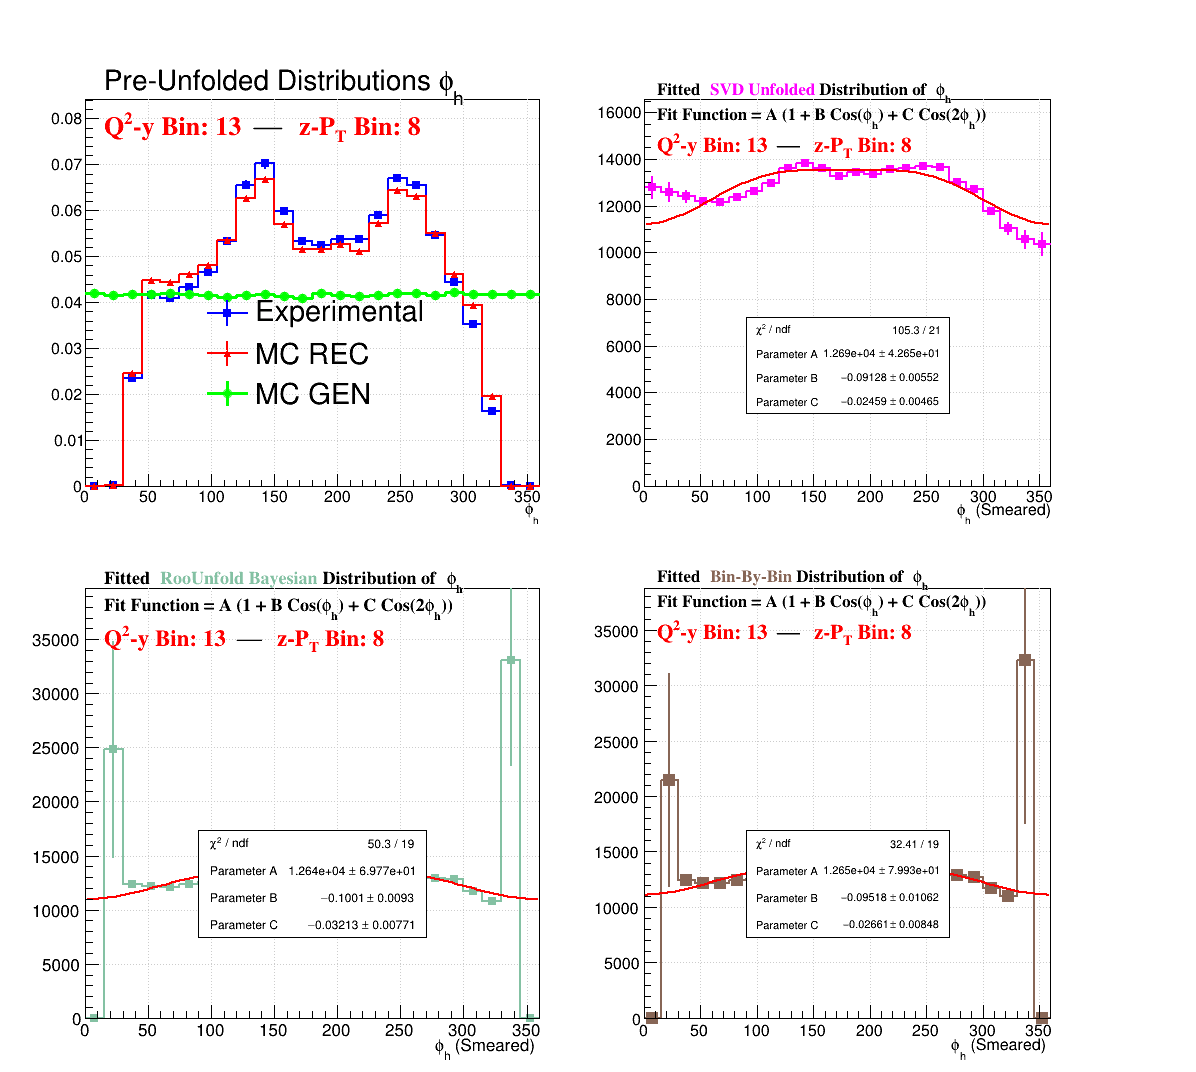 Pre-Unfolded Distributions ϕh
Q2-y Bin: 13 — z-PT Bin: 8
0.08
0.07
0.06
0.05
0.04
0.03
0.02
0.01
0
Experimental
MC REC
MC GEN
0 50 100 150 200 250 300 350
ϕh
Fitted SVD Unfolded Distribution of ϕh
Fit Function = A (1 + B Cos(ϕh) + C Cos(2ϕh))
Q2-y Bin: 13 — z-PT Bin: 8
16000
14000
12000
10000
8000
6000
4000
2000
0
χ2 / ndf 105.3 / 21
Parameter A 1.269e+04 ± 4.265e+01
Parameter B −0.09128 ± 0.00552
Parameter C −0.02459 ± 0.00465
0 50 100 150 200 250 300 350
ϕh (Smeared)
Fitted RooUnfold Bayesian Distribution of ϕh
Fit Function = A (1 + B Cos(ϕh) + C Cos(2ϕh))
Q2-y Bin: 13 — z-PT Bin: 8
35000
30000
25000
20000
15000
10000
5000
0
χ2 / ndf 50.3 / 19
Parameter A 1.264e+04 ± 6.977e+01
Parameter B −0.1001 ± 0.0093
Parameter C −0.03213 ± 0.00771
0 50 100 150 200 250 300 350
ϕh (Smeared)
Fitted Bin-By-Bin Distribution of ϕh
Fit Function = A (1 + B Cos(ϕh) + C Cos(2ϕh))
Q2-y Bin: 13 — z-PT Bin: 8
35000
30000
25000
20000
15000
10000
5000
0
χ2 / ndf 32.41 / 19
Parameter A 1.265e+04 ± 7.993e+01
Parameter B −0.09518 ± 0.01062
Parameter C −0.02661 ± 0.00848
0 50 100 150 200 250 300 350
ϕh (Smeared)